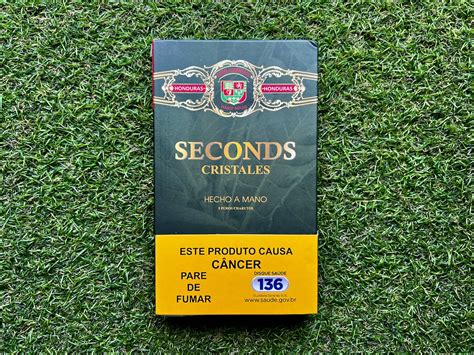 HONDURAS
HONDURAS
SECONDS
CRISTALES
HECHO A MANO
ESTE PRODUTO CAUSA
CÂNCER
PARE
DE
FUMAR
DISQUE SAÚDE
136
www.saude.gov.br